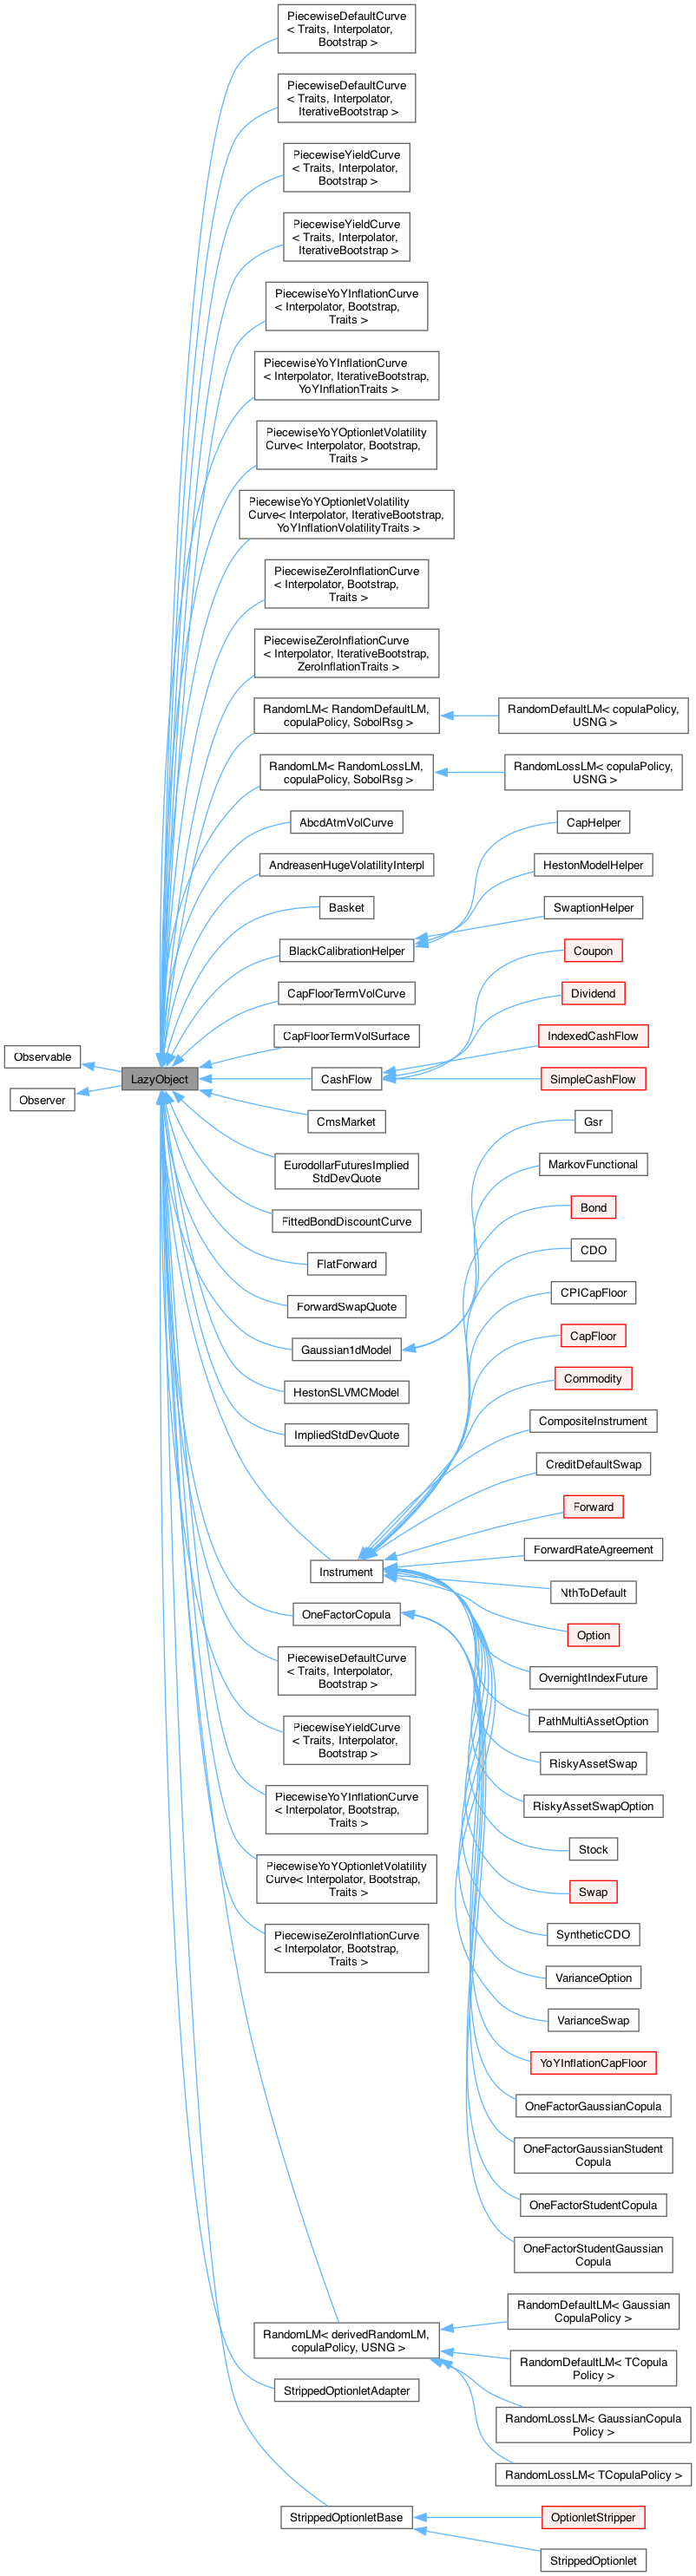 PiecewiseDefaultCurve
< Traits, Interpolator,
Bootstrap >
PiecewiseDefaultCurve
< Traits, Interpolator,
IterativeBootstrap >
PiecewiseYieldCurve
< Traits, Interpolator,
Bootstrap >
PiecewiseYieldCurve
< Traits, Interpolator,
IterativeBootstrap >
PiecewiseYoYInflationCurve
< Interpolator, Bootstrap,
Traits >
PiecewiseYoYInflationCurve
< Interpolator, IterativeBootstrap,
YoYInflationTraits >
PiecewiseYoYOptionletVolatility
Curve< Interpolator, Bootstrap,
Traits >
PiecewiseYoYOptionletVolatility
Curve< Interpolator, IterativeBootstrap,
YoYInflationVolatilityTraits >
PiecewiseZeroInflationCurve
< Interpolator, Bootstrap,
Traits >
PiecewiseZeroInflationCurve
< Interpolator, IterativeBootstrap,
ZeroInflationTraits >
RandomLM< RandomDefaultLM,
copulaPolicy, SobolRsg >
RandomDefaultLM< copulaPolicy,
USNG >
RandomLM< RandomLossLM,
copulaPolicy, SobolRsg >
RandomLossLM< copulaPolicy,
USNG >
AbcdAtmVolCurve
CapHelper
AndreasenHugeVolatilityInterpl
HestonModelHelper
Basket
SwaptionHelper
BlackCalibrationHelper
Coupon
CapFloorTermVolCurve
Dividend
CapFloorTermVolSurface
IndexedCashFlow
Observable
LazyObject
CashFlow
SimpleCashFlow
Observer
CmsMarket
Gsr
EurodollarFuturesImplied
StdDevQuote
MarkovFunctional
FittedBondDiscountCurve
Bond
FlatForward
CDO
ForwardSwapQuote
CPICapFloor
Gaussian1dModel
CapFloor
HestonSLVMCModel
Commodity
ImpliedStdDevQuote
CompositeInstrument
CreditDefaultSwap
Forward
Instrument
ForwardRateAgreement
NthToDefault
OneFactorCopula
Option
PiecewiseDefaultCurve
< Traits, Interpolator,
Bootstrap >
OvernightIndexFuture
PiecewiseYieldCurve
< Traits, Interpolator,
Bootstrap >
PathMultiAssetOption
RiskyAssetSwap
PiecewiseYoYInflationCurve
< Interpolator, Bootstrap,
Traits >
RiskyAssetSwapOption
Stock
PiecewiseYoYOptionletVolatility
Curve< Interpolator, Bootstrap,
Traits >
Swap
PiecewiseZeroInflationCurve
< Interpolator, Bootstrap,
Traits >
SyntheticCDO
VarianceOption
VarianceSwap
YoYInflationCapFloor
OneFactorGaussianCopula
OneFactorGaussianStudent
Copula
OneFactorStudentCopula
OneFactorStudentGaussian
Copula
RandomLM< derivedRandomLM,
copulaPolicy, USNG >
RandomDefaultLM< Gaussian
CopulaPolicy >
RandomDefaultLM< TCopula
Policy >
StrippedOptionletAdapter
RandomLossLM< GaussianCopula
Policy >
RandomLossLM< TCopulaPolicy >
StrippedOptionletBase
OptionletStripper
StrippedOptionlet